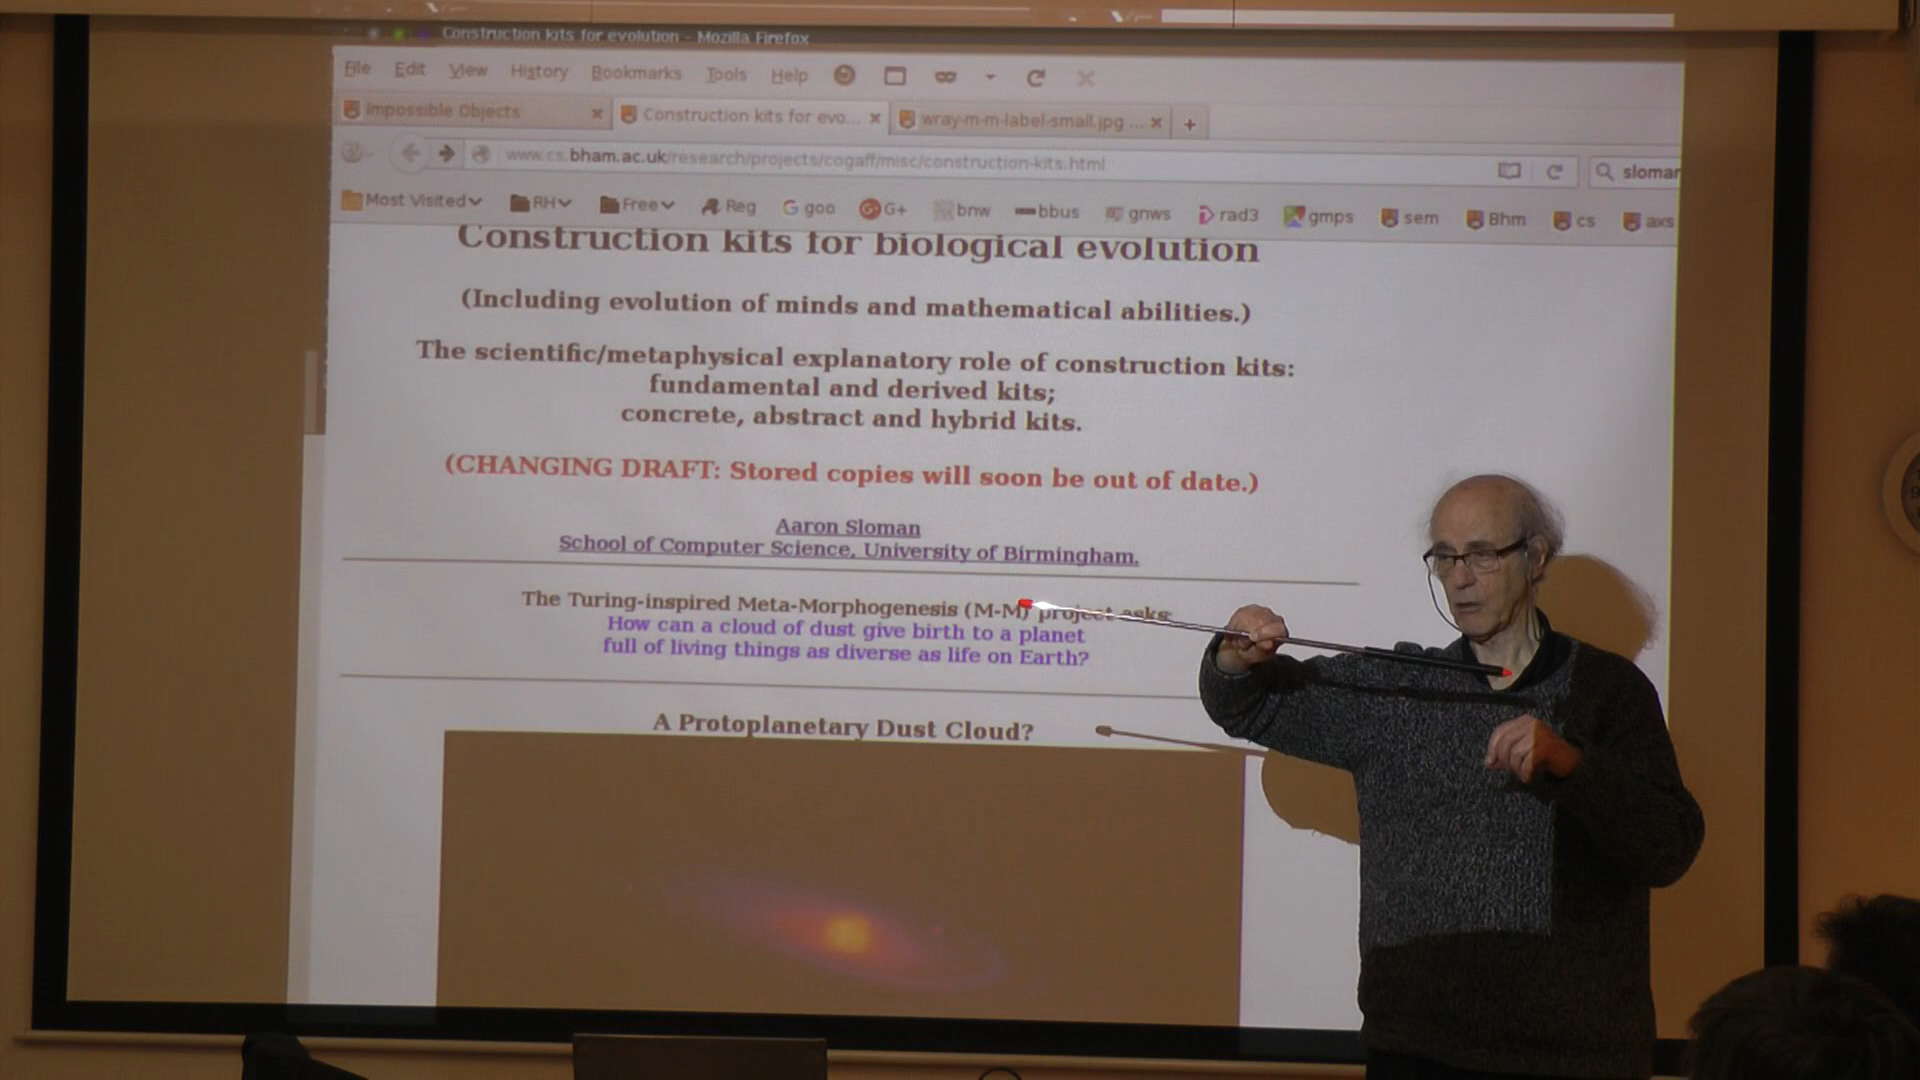 Construction kits for evolution - Mozilla Firefox
File Edit View History Bookmarks Tools Help
Impossible Objects Construction kits for evo... wray-m-m-label-small.jpg ...
www.cs.bham.ac.uk/research/projects/cogaff/misc/construction-kits.html sloman
Most Visited RH Free Reg goo G+ bnw bbus gnws rad3 gmps sem Bhm cs axs
Construction kits for biological evolution
(Including evolution of minds and mathematical abilities.)
The scientific/metaphysical explanatory role of construction kits:
fundamental and derived kits;
concrete, abstract and hybrid kits.
(CHANGING DRAFT: Stored copies will soon be out of date.)
Aaron Sloman
School of Computer Science, University of Birmingham.
The Turing-inspired Meta-Morphogenesis (M-M) project asks:
How can a cloud of dust give birth to a planet
full of living things as diverse as life on Earth?
A Protoplanetary Dust Cloud?